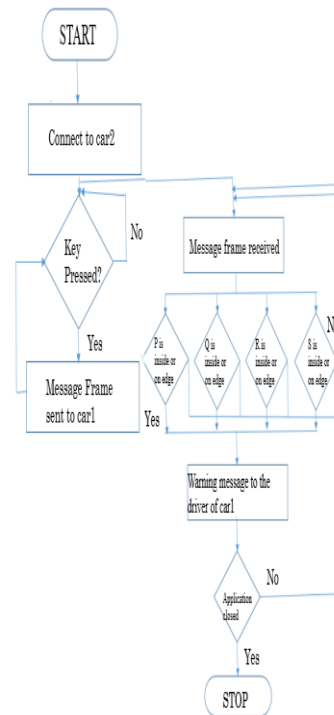 START
Connect to car2
Key
Pressed?
No
Yes
Message Frame
sent to car1
Message frame received
P is
inside or
on edge
Q is
inside or
on edge
R is
inside or
on edge
S is
inside or
on edge
N
Yes
Warning message to the
driver of car1
Application
closed
No
Yes
STOP